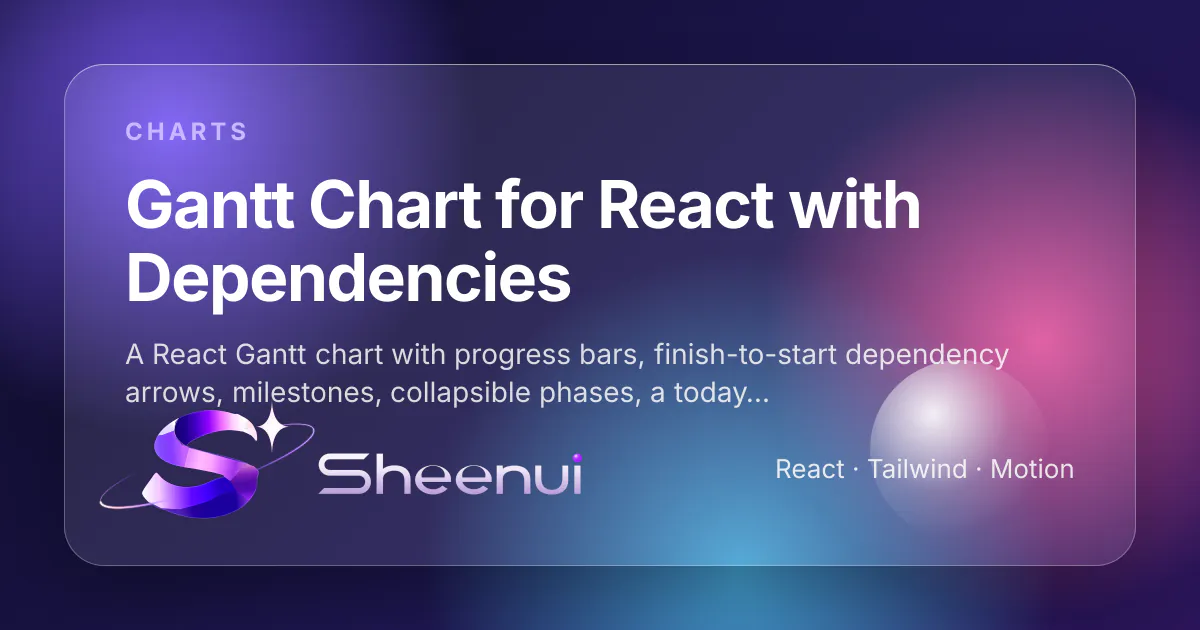 CHARTS
Gantt Chart for React with
Dependencies
A React Gantt chart with progress bars, finish-to-start dependency
arrows, milestones, collapsible phases, a today...
Sheenui
React · Tailwind · Motion